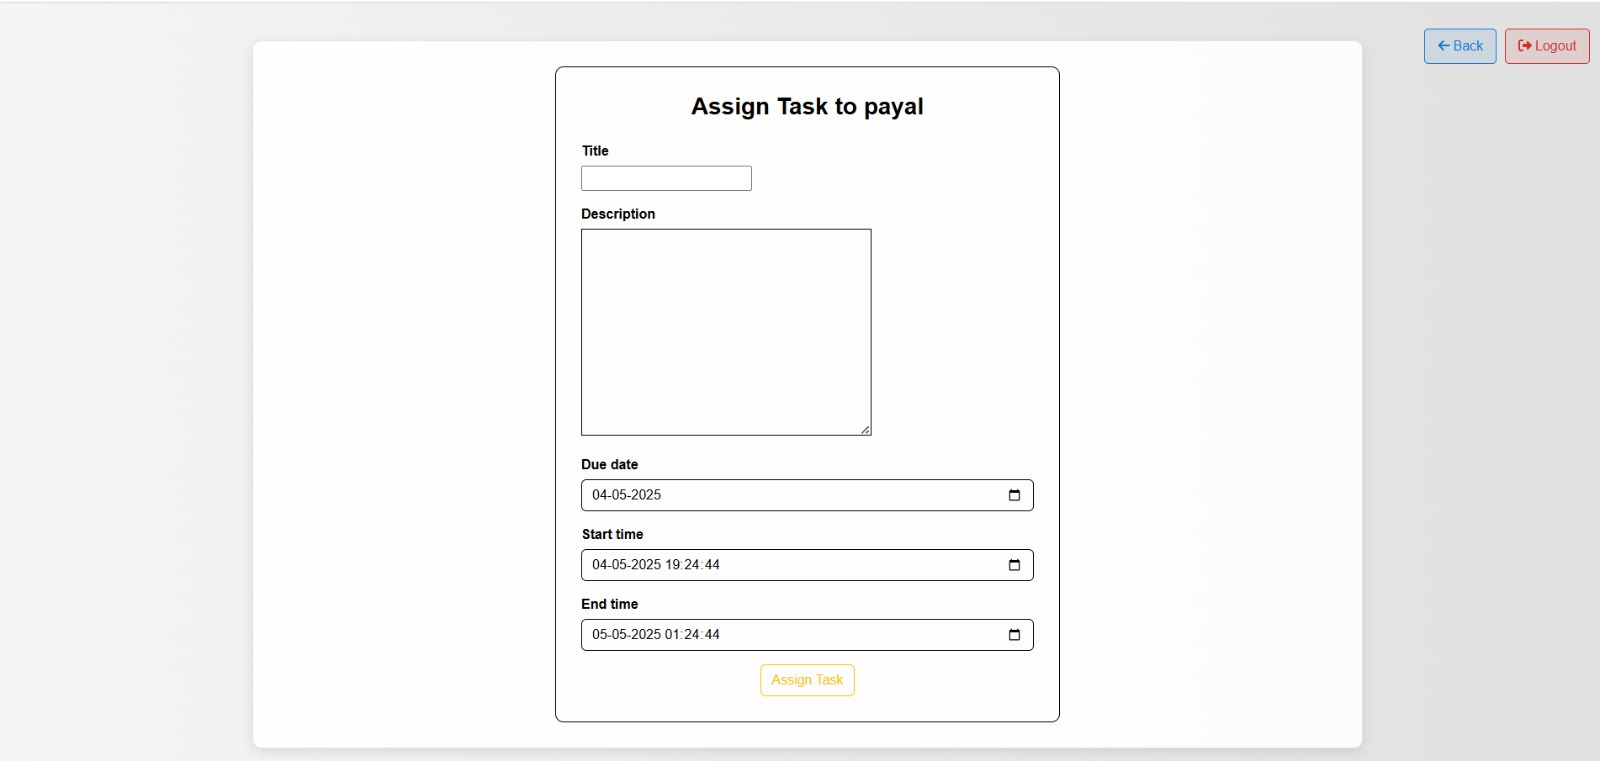 Back
Logout
Assign Task to payal
Title
Description
Due date
04-05-2025
Start time
04-05-2025 19:24:44
End time
05-05-2025 01:24:44
Assign Task